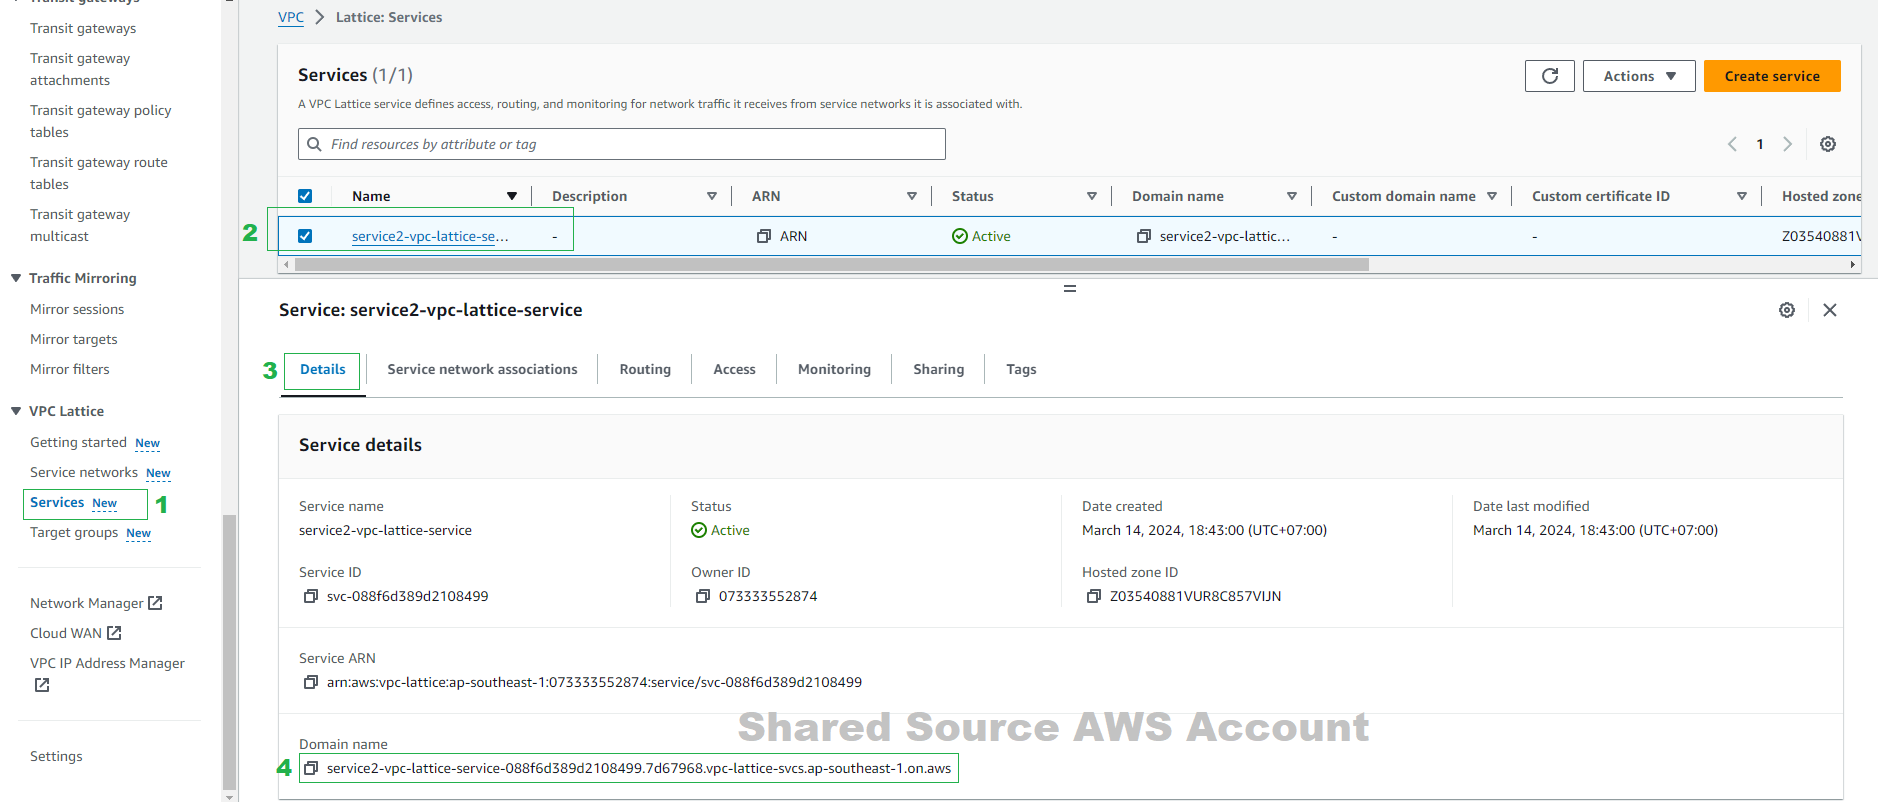 Transit gateways
Transit gateways
Transit gateway
attachments
Transit gateway policy
tables
Transit gateway route
tables
Transit gateway
multicast
Traffic Mirroring
Mirror sessions
Mirror targets
Mirror filters
VPC Lattice
Getting started New
Service networks New
Services New 1
Target groups New
Network Manager
Cloud WAN
VPC IP Address Manager
Settings
VPC Lattice: Services
Services (1/1)
Actions
Create service
A VPC Lattice service defines access, routing, and monitoring for network traffic it receives from service networks it is associated with.
Find resources by attribute or tag
1
Name Description ARN Status Domain name Custom domain name Custom certificate ID Hosted zone
2 service2-vpc-lattice-se... - ARN Active service2-vpc-lattic... - - Z03540881V
Service: service2-vpc-lattice-service
3 Details Service network associations Routing Access Monitoring Sharing Tags
Service details
Service name Status Date created Date last modified
service2-vpc-lattice-service Active March 14, 2024, 18:43:00 (UTC+07:00) March 14, 2024, 18:43:00 (UTC+07:00)
Service ID Owner ID Hosted zone ID
svc-088f6d389d2108499 073333552874 Z03540881VUR8C857VIJN
Service ARN
arn:aws:vpc-lattice:ap-southeast-1:073333552874:service/svc-088f6d389d2108499
Shared Source AWS Account
Domain name
4 service2-vpc-lattice-service-088f6d389d2108499.7d67968.vpc-lattice-svcs.ap-southeast-1.on.aws